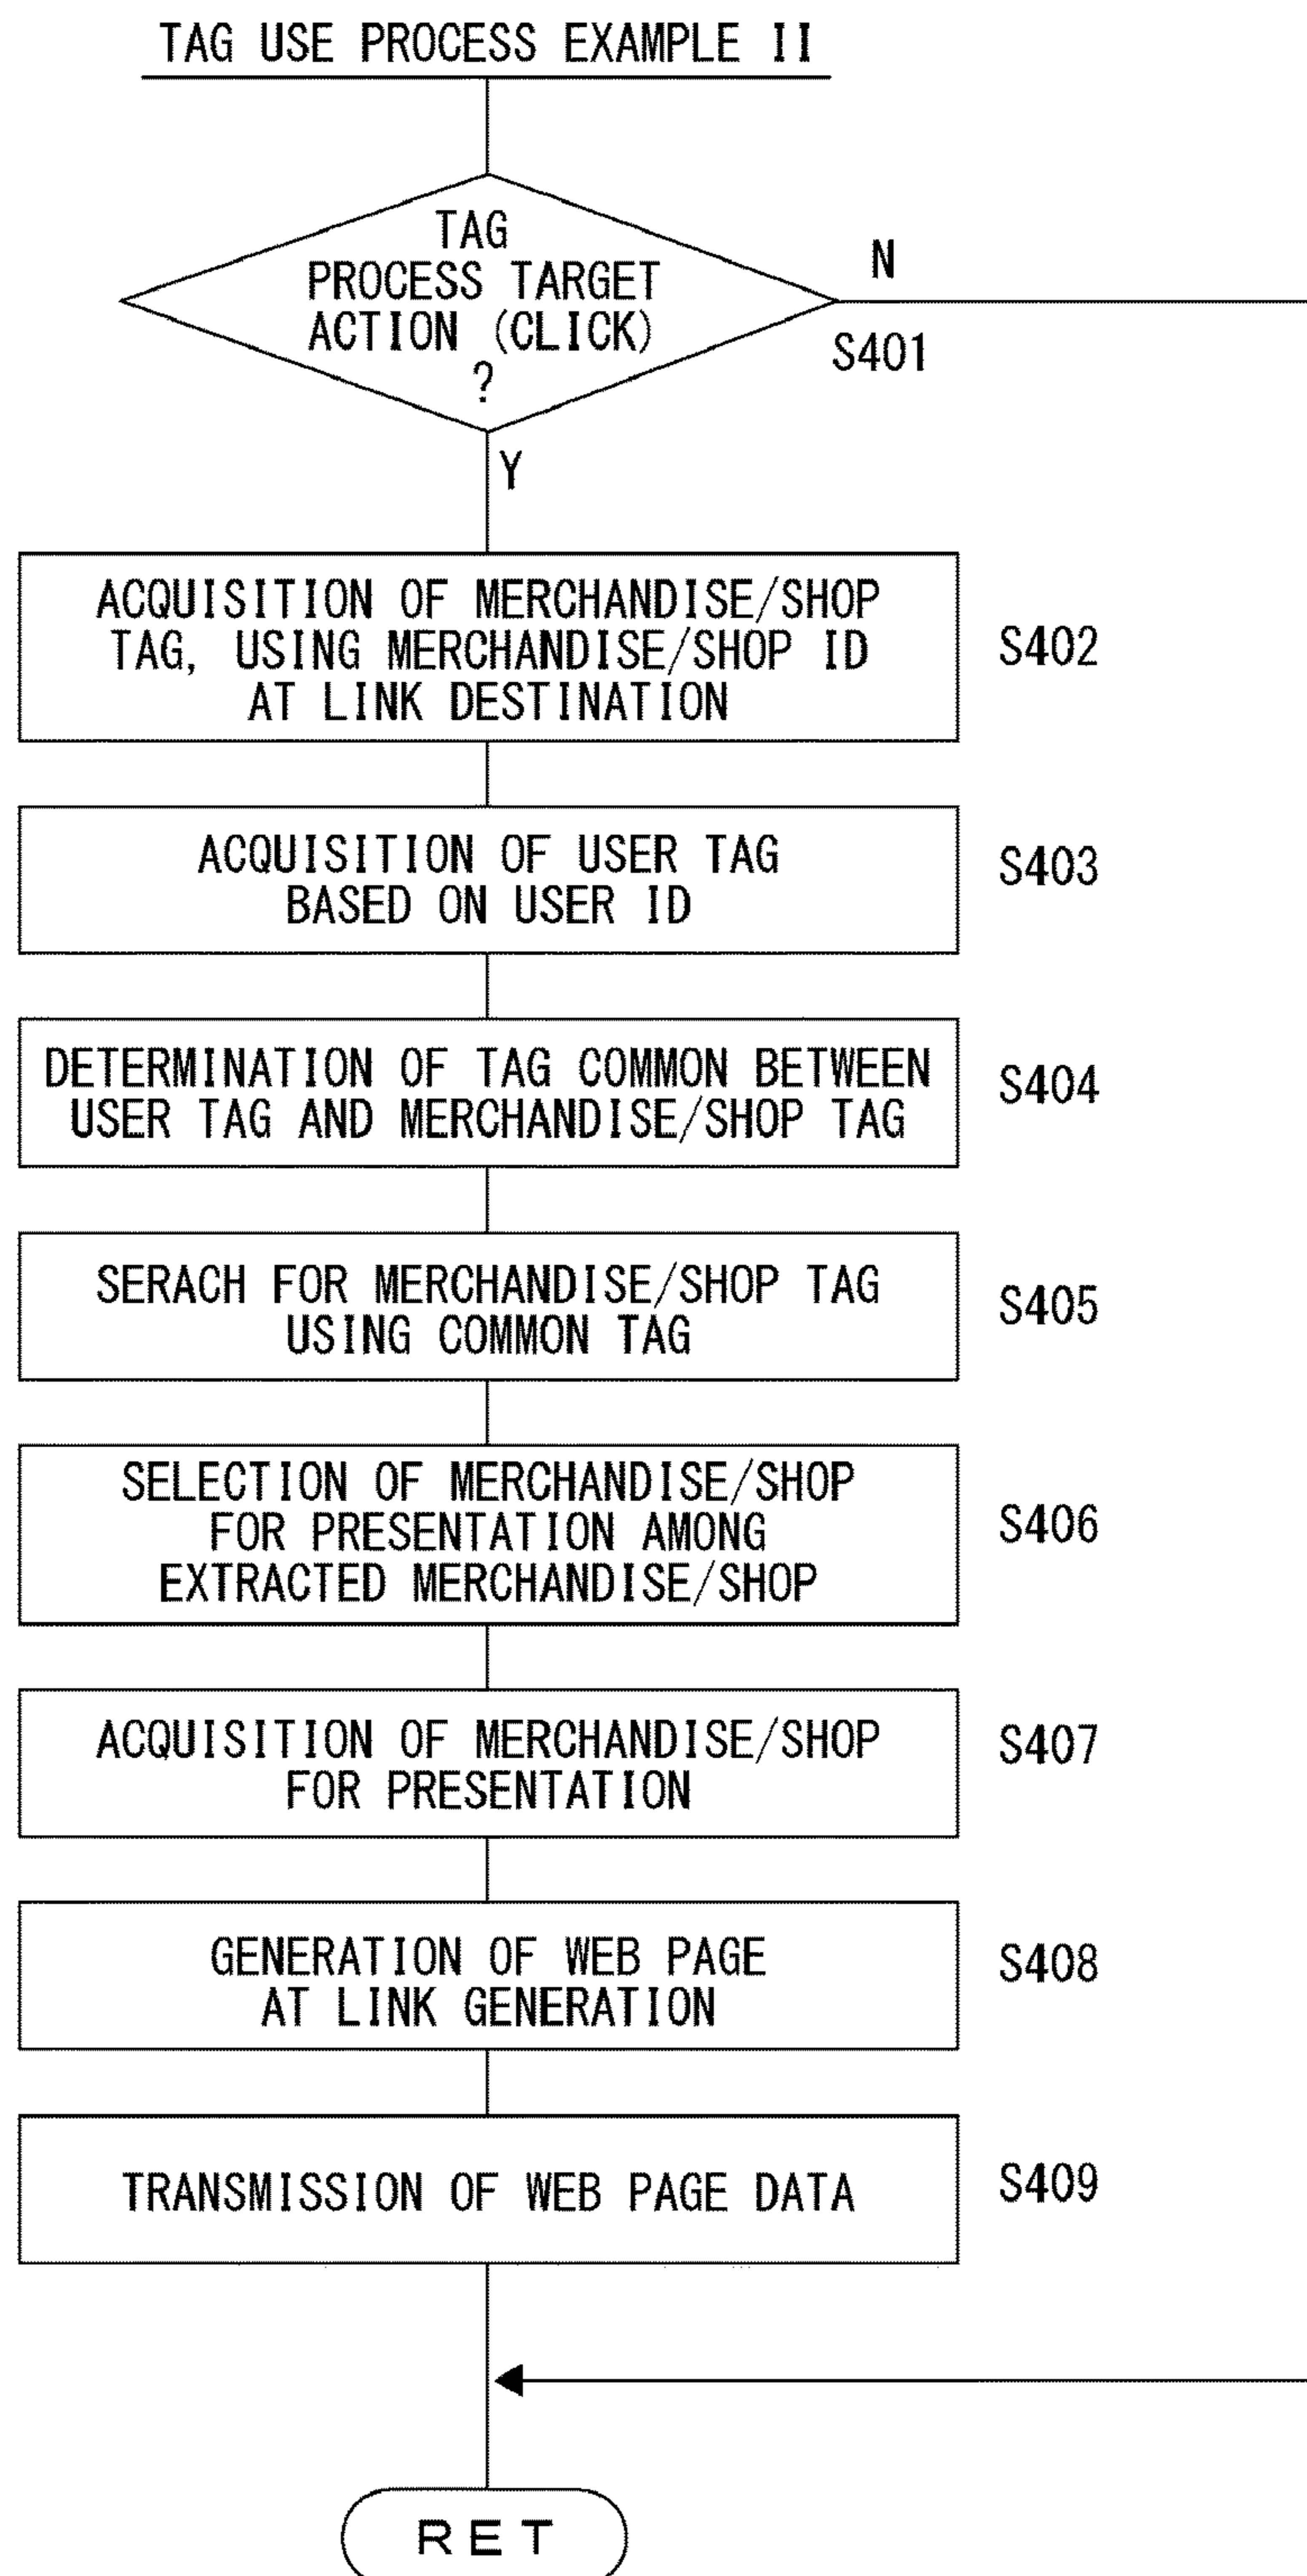 TAG USE PROCESS EXAMPLE II
TAG
PROCESS TARGET
ACTION (CLICK)
?
N
S401
Y
ACQUISITION OF MERCHANDISE/SHOP
TAG, USING MERCHANDISE/SHOP ID
AT LINK DESTINATION
S402
ACQUISITION OF USER TAG
BASED ON USER ID
S403
DETERMINATION OF TAG COMMON BETWEEN
USER TAG AND MERCHANDISE/SHOP TAG
S404
SERACH FOR MERCHANDISE/SHOP TAG
USING COMMON TAG
S405
SELECTION OF MERCHANDISE/SHOP
FOR PRESENTATION AMONG
EXTRACTED MERCHANDISE/SHOP
S406
ACQUISITION OF MERCHANDISE/SHOP
FOR PRESENTATION
S407
GENERATION OF WEB PAGE
AT LINK GENERATION
S408
TRANSMISSION OF WEB PAGE DATA
S409
RET